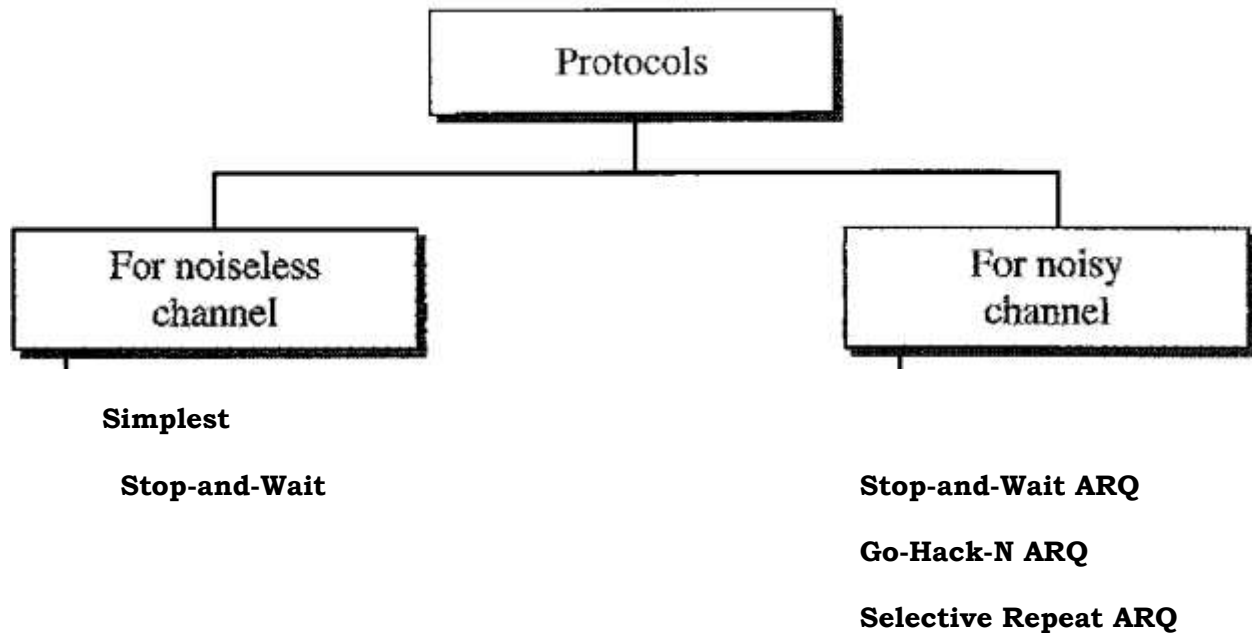 Protocols
For noiseless
channel
For noisy
channel
Simplest
Stop-and-Wait
Stop-and-Wait ARQ
Go-Hack-N ARQ
Selective Repeat ARQ